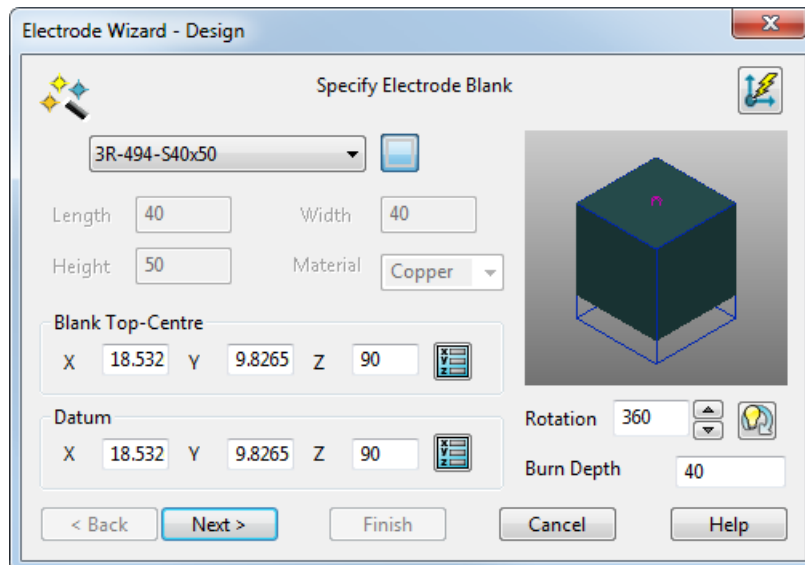 Electrode Wizard - Design
Specify Electrode Blank
3R-494-S40x50
Length 40 Width 40
Height 50 Material Copper
Blank Top-Centre
X 18.532 Y 9.8265 Z 90
Datum
X 18.532 Y 9.8265 Z 90
Rotation 360
Burn Depth 40
< Back Next > Finish Cancel Help